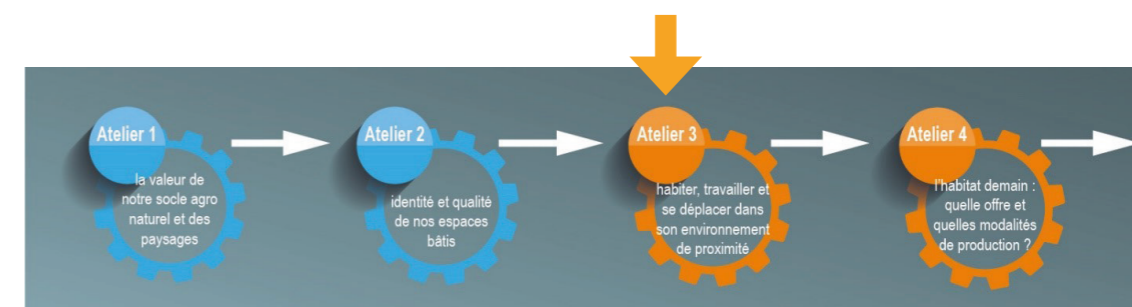 Atelier 1
la valeur de
notre socle agro
naturel et des
paysages
Atelier 2
identité et qualité
de nos espaces
bâtis
Atelier 3
habiter, travailler et
se déplacer dans
son environnement
de proximité
Atelier 4
l'habitat demain :
quelle offre et
quelles modalités
de production ?